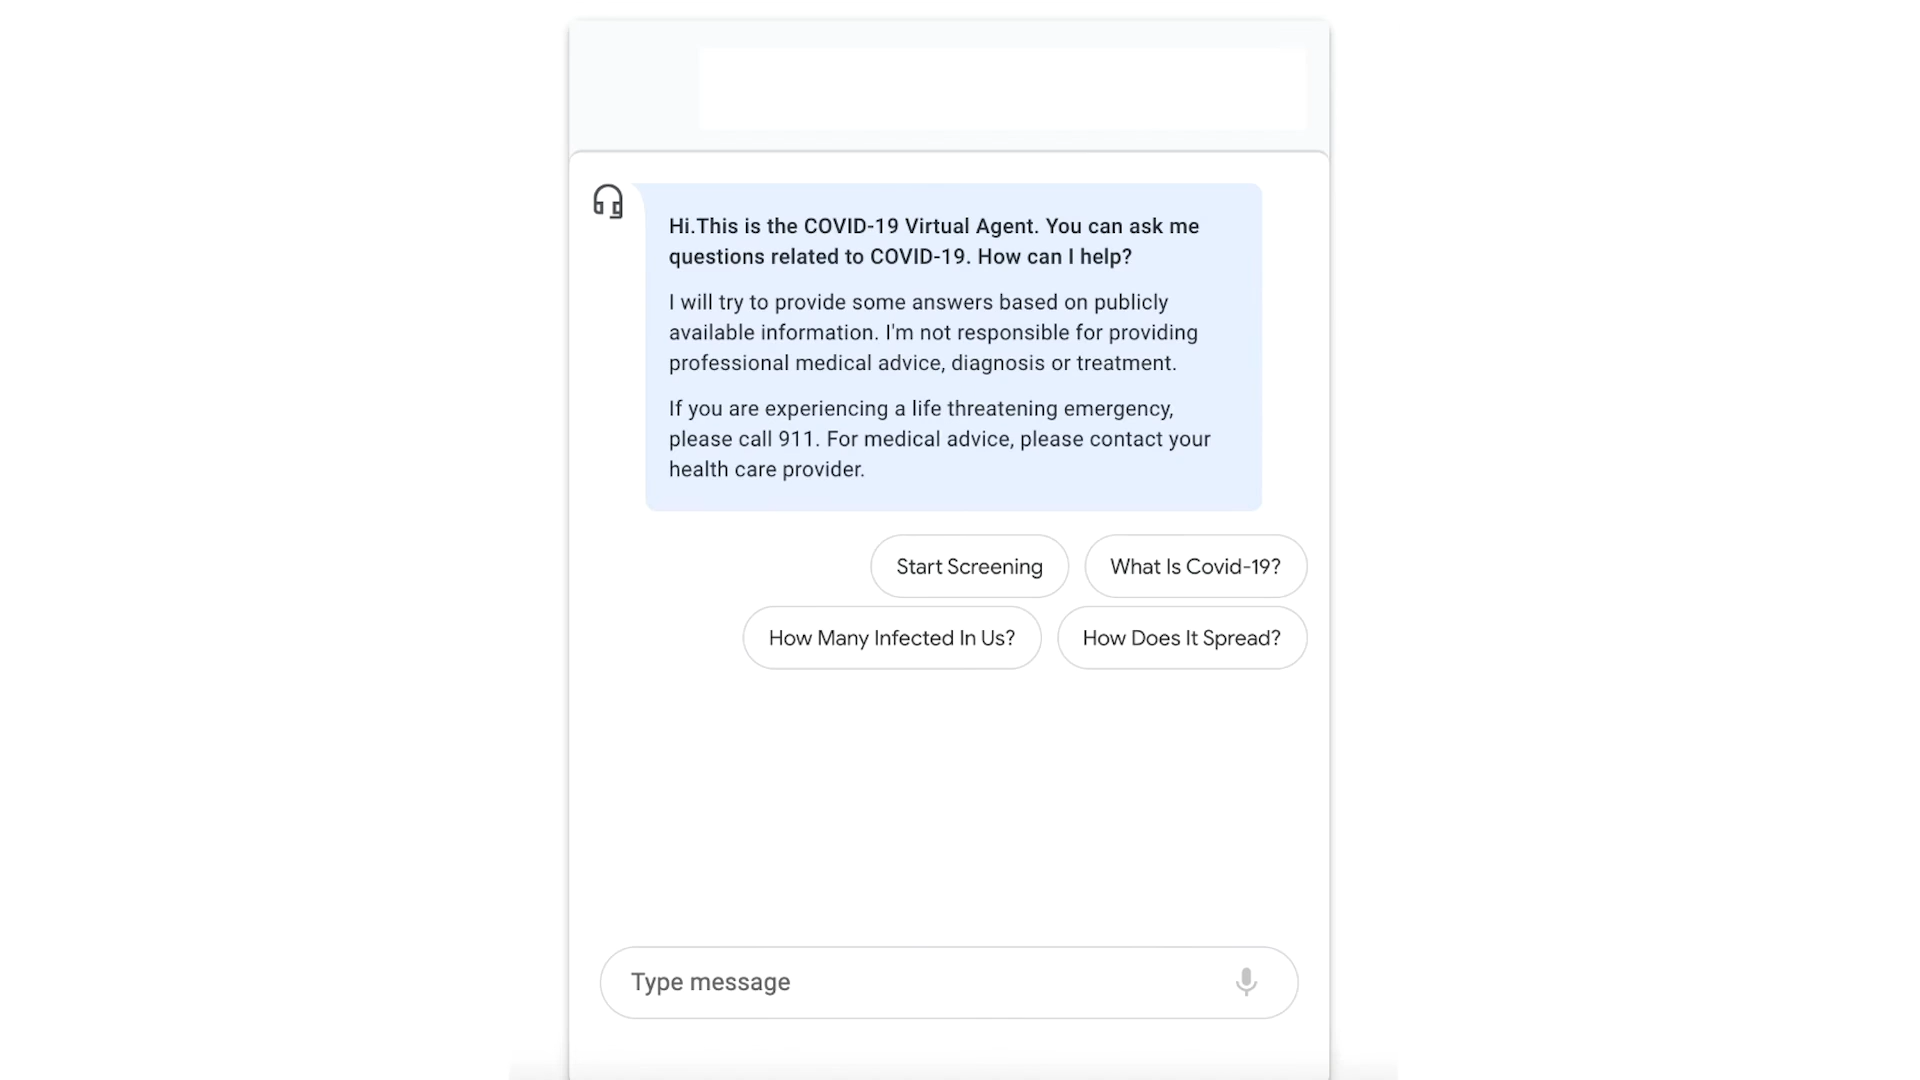 Hi.This is the COVID-19 Virtual Agent. You can ask me
questions related to COVID-19. How can I help?
I will try to provide some answers based on publicly
available information. I'm not responsible for providing
professional medical advice, diagnosis or treatment.
If you are experiencing a life threatening emergency,
please call 911. For medical advice, please contact your
health care provider.
Start Screening
What Is Covid-19?
How Many Infected In Us?
How Does It Spread?
Type message